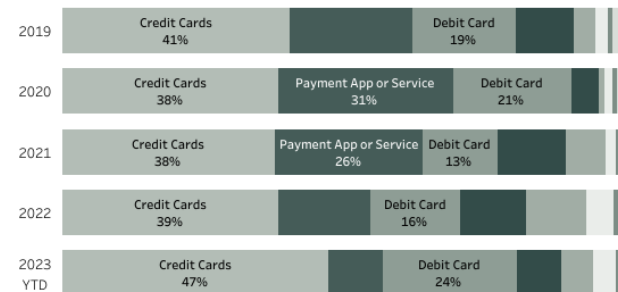 2019
Credit Cards
41%
Debit Card
19%
2020
Credit Cards
38%
Payment App or Service
31%
Debit Card
21%
2021
Credit Cards
38%
Payment App or Service
26%
Debit Card
13%
2022
Credit Cards
39%
Debit Card
16%
2023
YTD
Credit Cards
47%
Debit Card
24%